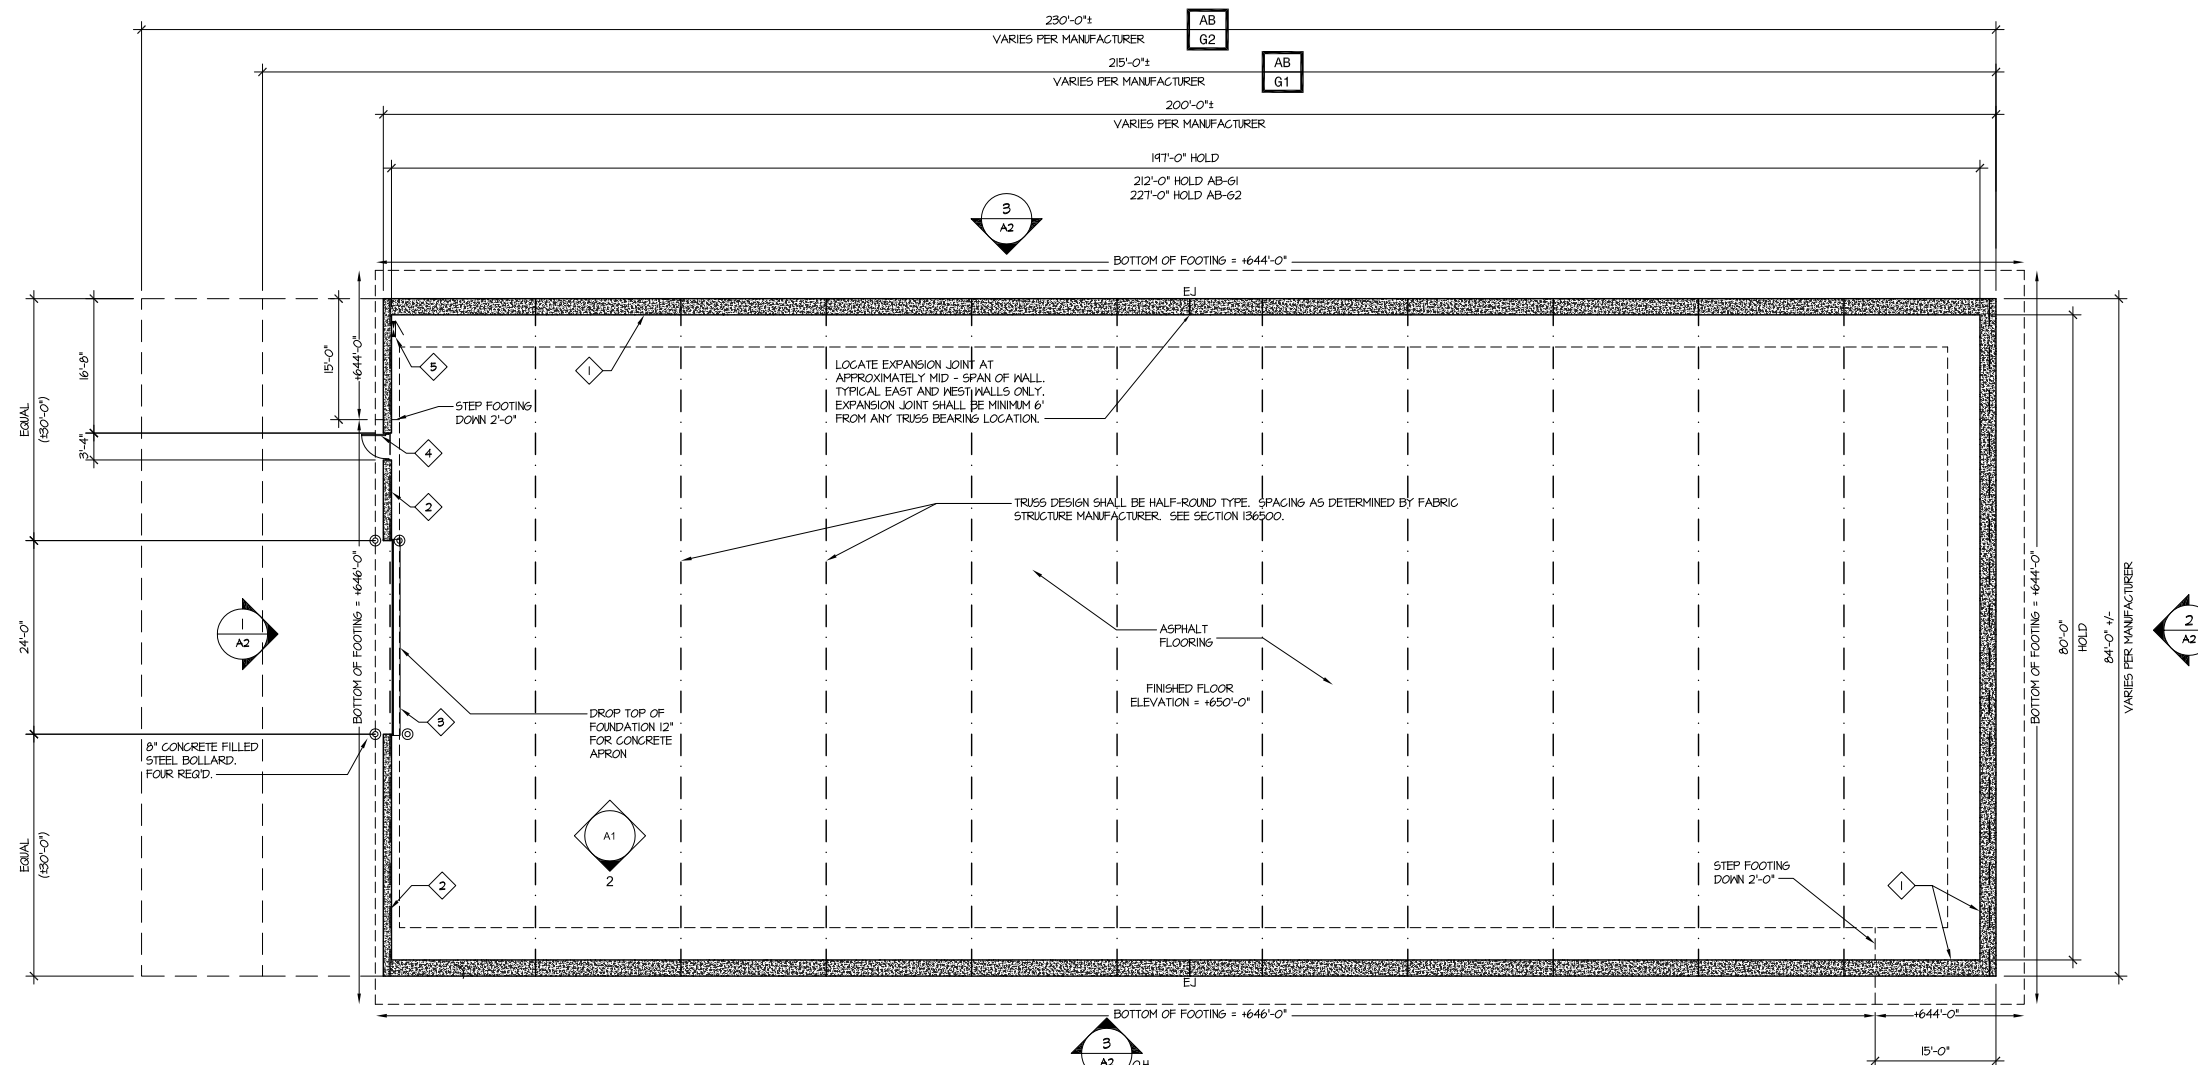 230'-0"±
VARIES PER MANUFACTURER
AB
G2
215'-0"±
VARIES PER MANUFACTURER
AB
G1
200'-0"±
VARIES PER MANUFACTURER
197'-0" HOLD
212'-0" HOLD AB-G1
227'-0" HOLD AB-G2
3
A2
BOTTOM OF FOOTING = +644'-0"
EJ
EQUAL
(±30'-0")
16'-8"
3'-4"
15'-0"
+644'-0"
5
1
STEP FOOTING
DOWN 2'-0"
4
2
LOCATE EXPANSION JOINT AT
APPROXIMATELY MID - SPAN OF WALL.
TYPICAL EAST AND WEST WALLS ONLY.
EXPANSION JOINT SHALL BE MINIMUM 6'
FROM ANY TRUSS BEARING LOCATION.
TRUSS DESIGN SHALL BE HALF-ROUND TYPE. SPACING AS DETERMINED BY FABRIC
STRUCTURE MANUFACTURER. SEE SECTION 136500.
24'-0"
1
A2
BOTTOM OF FOOTING = +646'-0"
ASPHALT
FLOORING
FINISHED FLOOR
ELEVATION = +650'-0"
DROP TOP OF
FOUNDATION 12"
FOR CONCRETE
APRON
3
8" CONCRETE FILLED
STEEL BOLLARD.
FOUR REQ'D.
BOTTOM OF FOOTING = +644'-0"
80'-0"
HOLD
84'-0" +/-
VARIES PER MANUFACTURER
2
A2
EQUAL
(±30'-0")
A1
2
2
STEP FOOTING
DOWN 2'-0"
1
EJ
BOTTOM OF FOOTING = +646'-0"
+644'-0"
15'-0"
3
A2